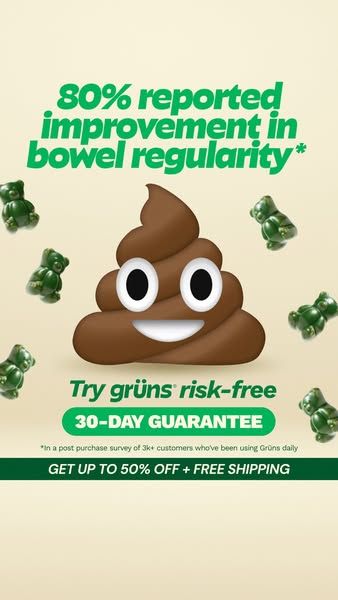 80% reported
improvement in
bowel regularity*
Try grüns® risk-free
30-DAY GUARANTEE
*In a post purchase survey of 3k+ customers who've been using Grüns daily
GET UP TO 50% OFF + FREE SHIPPING